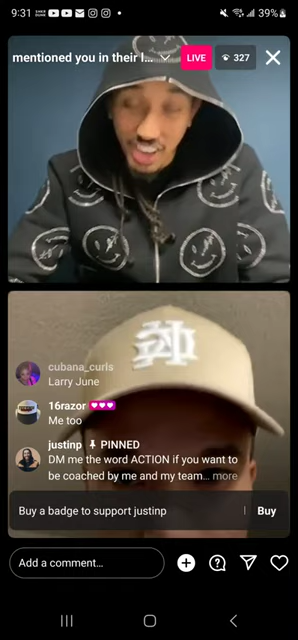 9:31 39%
mentioned you in their l... LIVE 327
cubana_curls
Larry June
16razor
Me too
justinp PINNED
DM me the word ACTION if you want to
be coached by me and my team... more
Buy a badge to support justinp Buy
Add a comment...